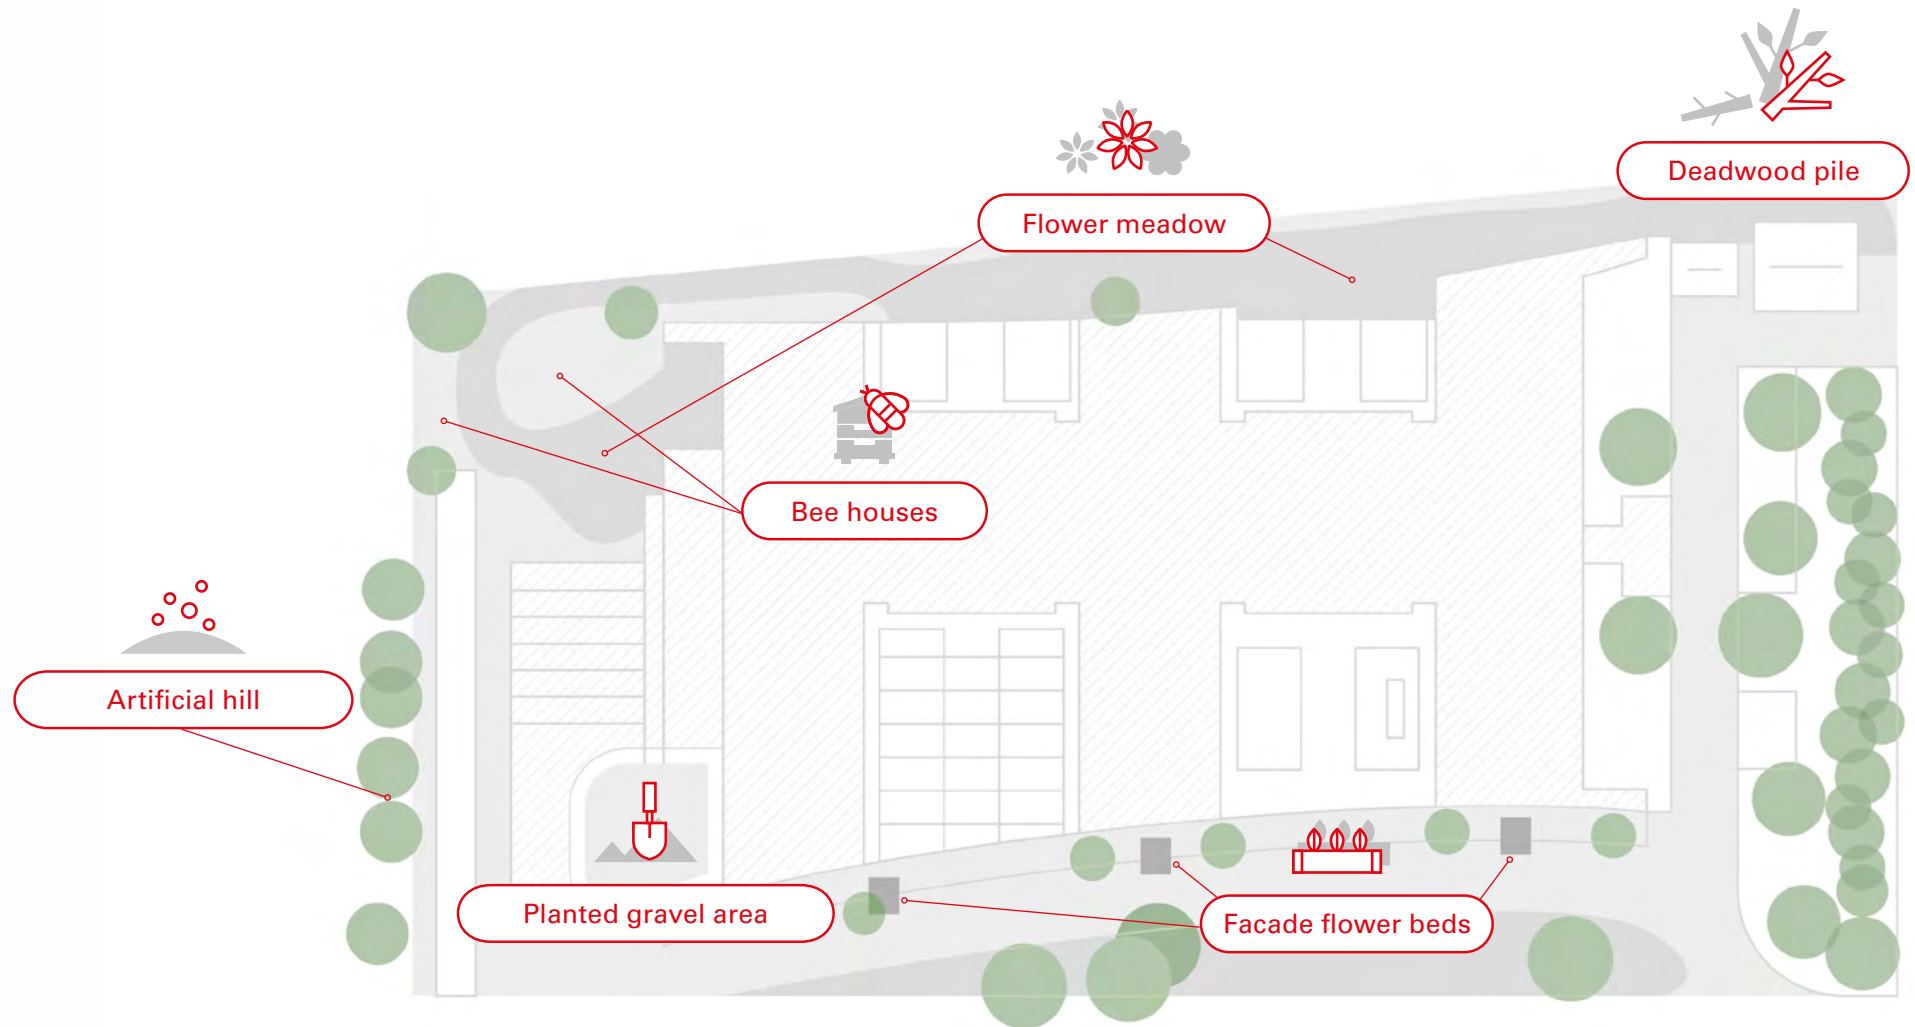 Deadwood pile
Flower meadow
Bee houses
Artificial hill
Planted gravel area
Facade flower beds